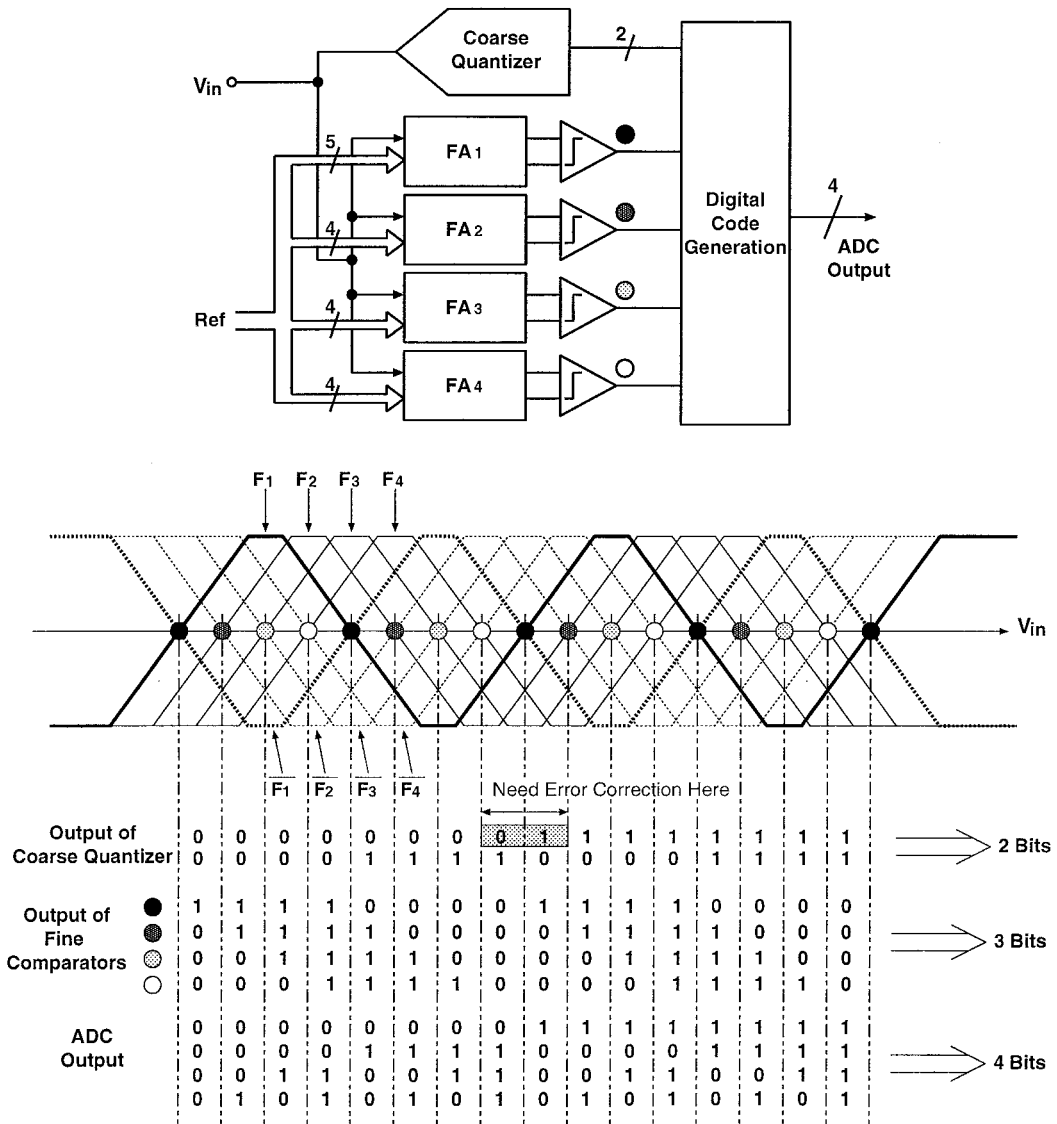 Coarse
Quantizer
2
Vin
5
FA1
4
FA2
4
FA3
Ref
4
FA4
Digital
Code
Generation
4
ADC
Output
F1 F2 F3 F4
Vin
F1 F2 F3 F4
Need Error Correction Here
Output of
Coarse Quantizer
0 0 0 0 0 0 0 0 1 1 1 1 1 1 1 1
0 0 0 0 1 1 1 1 0 0 0 0 1 1 1 1
2 Bits
Output of
Fine
Comparators
1 1 1 1 0 0 0 0 1 1 1 1 0 0 0 0
0 1 1 1 1 0 0 0 0 1 1 1 1 0 0 0
0 0 1 1 1 1 0 0 0 0 1 1 1 1 0 0
0 0 0 1 1 1 1 0 0 0 0 1 1 1 1 0
3 Bits
ADC
Output
0 0 0 0 0 0 0 0 1 1 1 1 1 1 1 1
0 0 0 0 1 1 1 1 0 0 0 0 1 1 1 1
0 0 1 1 0 0 1 1 0 0 1 1 0 0 1 1
0 1 0 1 0 1 0 1 0 1 0 1 0 1 0 1
4 Bits